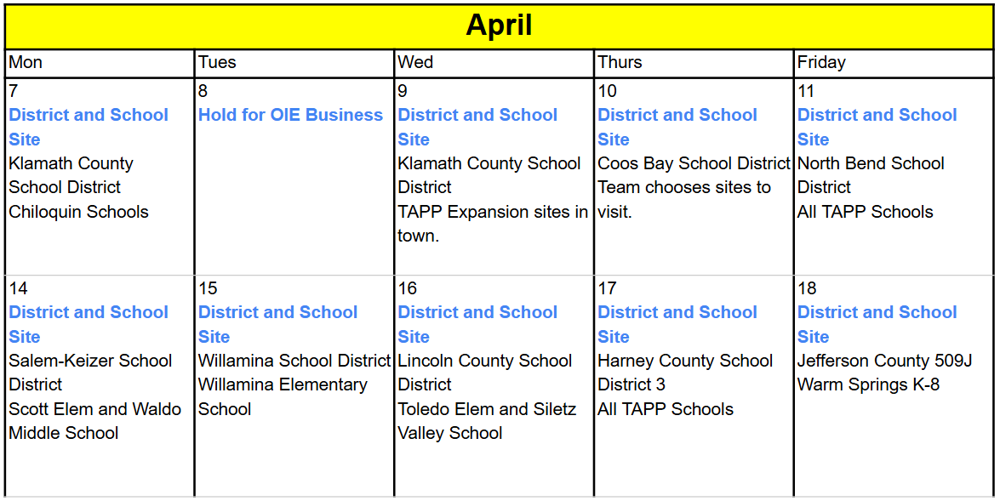 April
Mon
Tues
Wed
Thurs
Friday
7
District and School
Site
Klamath County
School District
Chiloquin Schools
8
Hold for OIE Business
9
District and School
Site
Klamath County School
District
TAPP Expansion sites in
town.
10
District and School
Site
Coos Bay School District
Team chooses sites to
visit.
11
District and School
Site
North Bend School
District
All TAPP Schools
14
District and School
Site
Salem-Keizer School
District
Scott Elem and Waldo
Middle School
15
District and School
Site
Willamina School District
Willamina Elementary
School
16
District and School
Site
Lincoln County School
District
Toledo Elem and Siletz
Valley School
17
District and School
Site
Harney County School
District 3
All TAPP Schools
18
District and School
Site
Jefferson County 509J
Warm Springs K-8